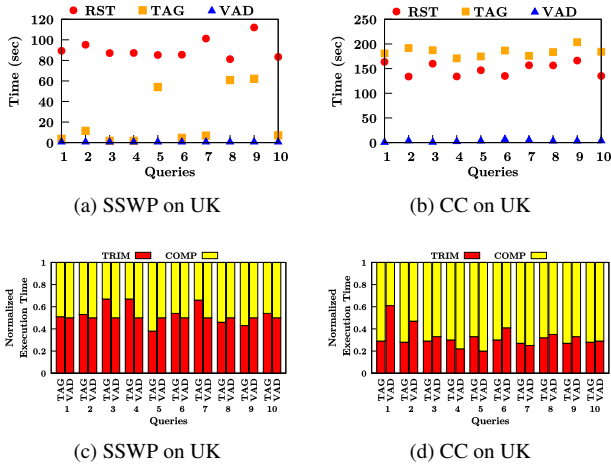 RST TAG VAD
120
100
80
60
40
20
0
Time (sec)
1 2 3 4 5 6 7 8 9 10
Queries
(a) SSWP on UK
RST TAG VAD
250
200
150
100
50
0
Time (sec)
1 2 3 4 5 6 7 8 9 10
Queries
(b) CC on UK
TRIM COMP
1
0.8
0.6
0.4
0.2
0
Normalized
Execution Time
TAG VAD TAG VAD TAG VAD TAG VAD TAG VAD TAG VAD TAG VAD TAG VAD TAG VAD TAG VAD
1 2 3 4 5 6 7 8 9 10
Queries
(c) SSWP on UK
TRIM COMP
1
0.8
0.6
0.4
0.2
0
Normalized
Execution Time
TAG VAD TAG VAD TAG VAD TAG VAD TAG VAD TAG VAD TAG VAD TAG VAD TAG VAD TAG VAD
1 2 3 4 5 6 7 8 9 10
Queries
(d) CC on UK